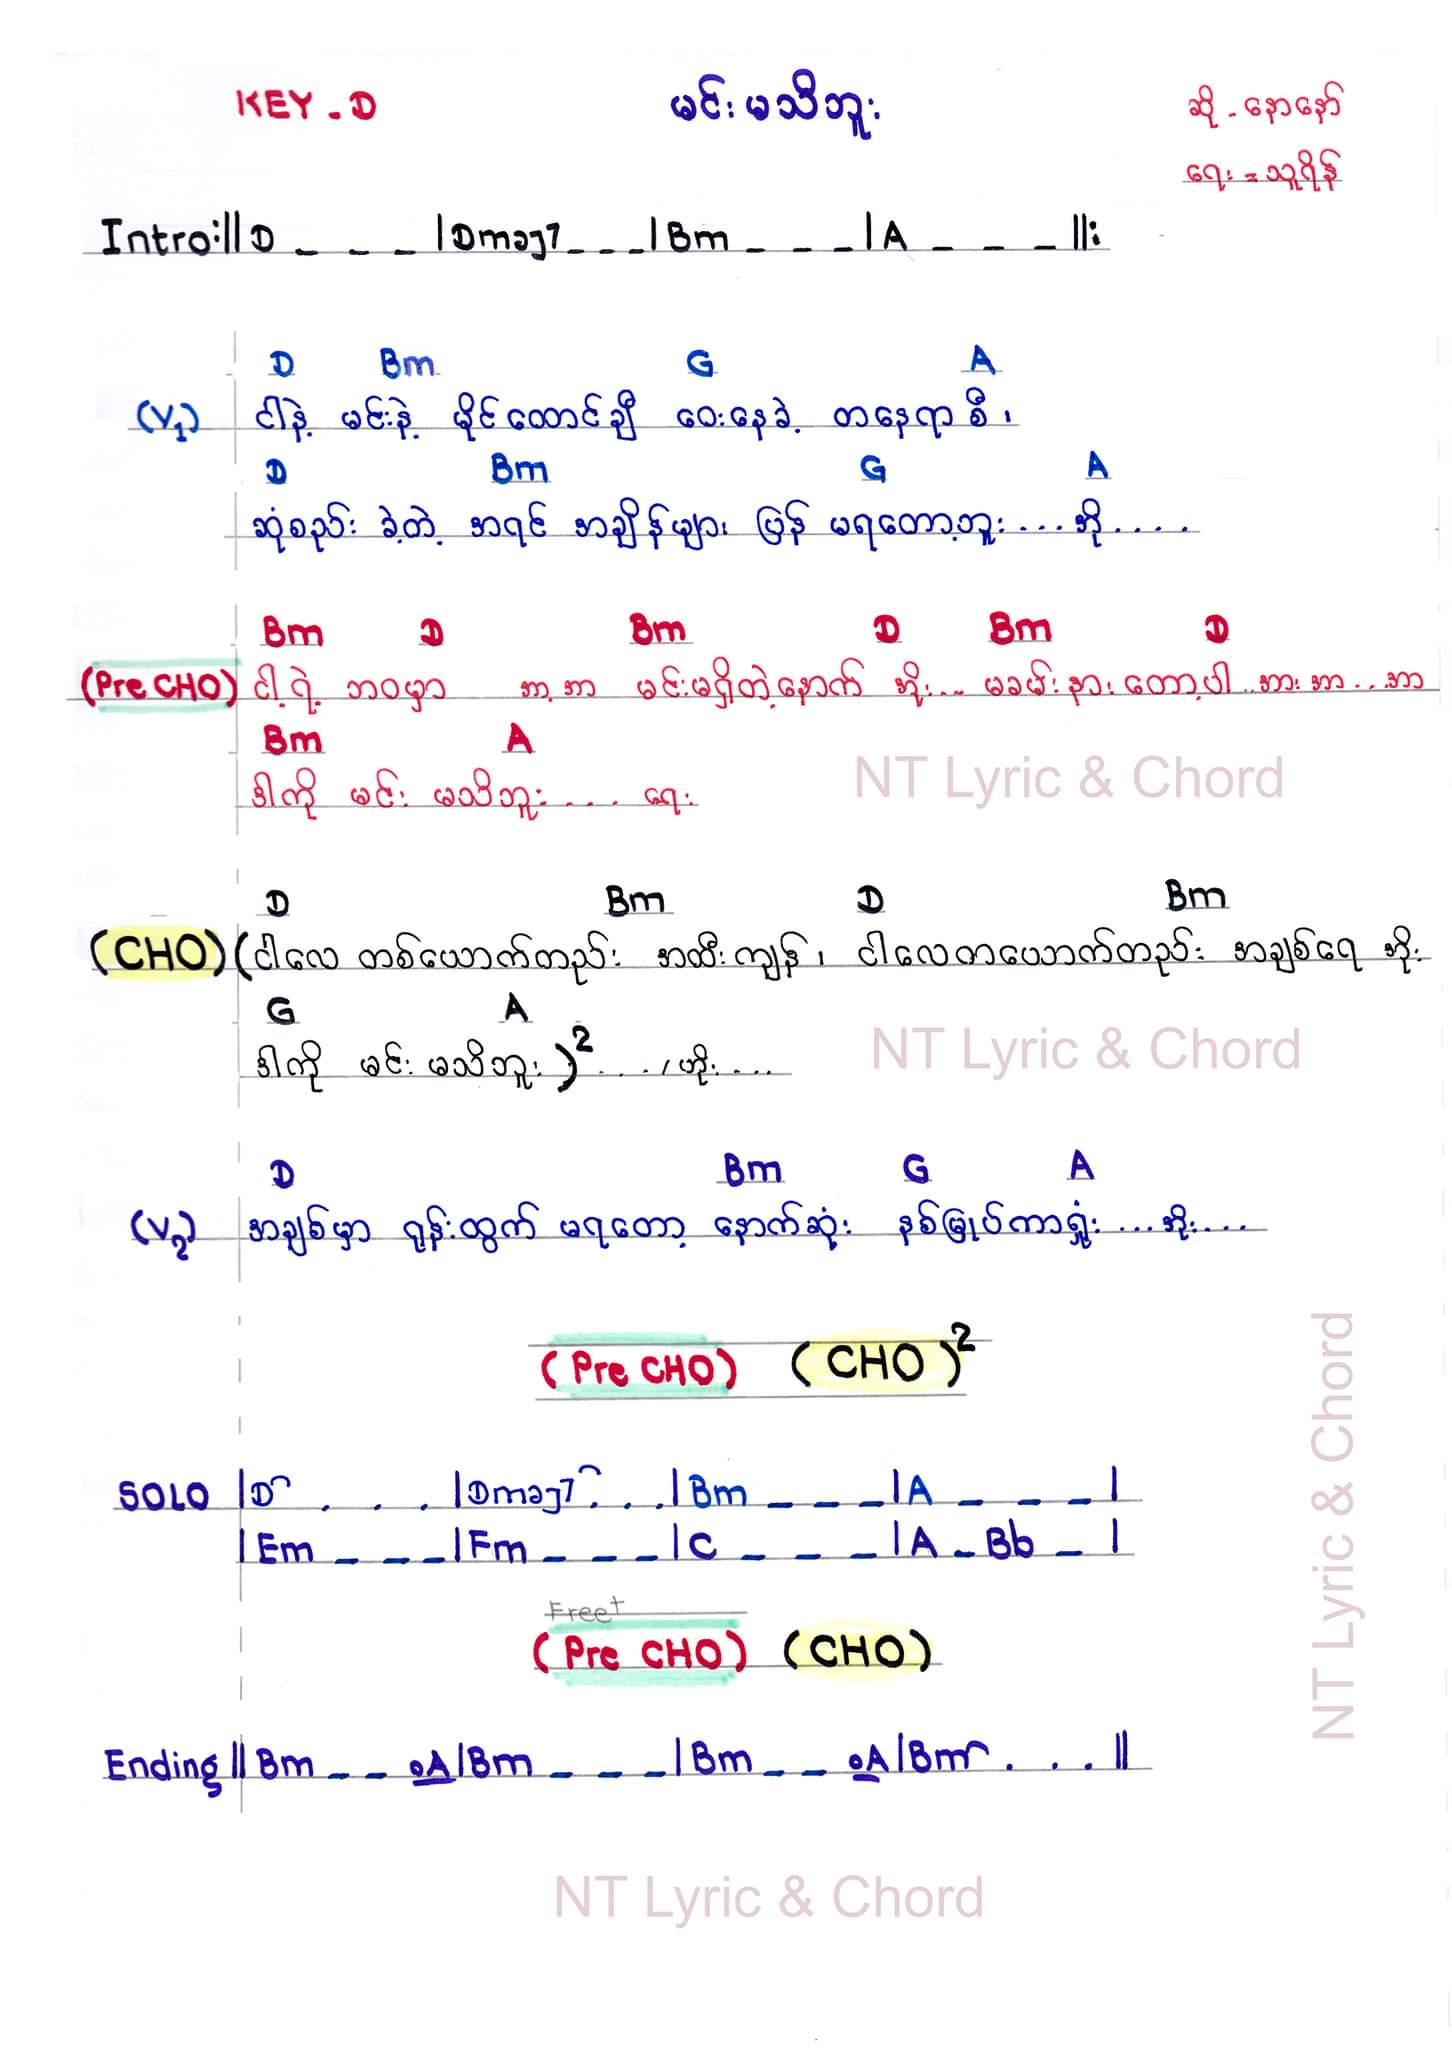 KEY - D မင်းမသိဘူး ဆို - နောနော်
ရေး = သူရိန်
Intro:|| D _ _ _ | Dmaj7 _ _ _ | Bm _ _ _ | A _ _ _ ||:
D Bm G A
(V1) ငါနဲ့ မင်းနဲ့ မိုင်ထောင်ချီ ဝေးနေခဲ့ တနေရာစီ ၊
D Bm G A
ဆုံစည်း ခဲ့တဲ့ အရင် အချိန်များ ပြန် မရတော့ဘူး ... အို .....
Bm D Bm D Bm D
(Pre CHO) ငါ့ရဲ့ ဘဝမှာ အာ့အာ မင်းမရှိတဲ့နောက် အိုး... မခမ်းနားတော့ပါ ..အားအာ...အာ
Bm A
ဒါကို မင်း မသိဘူး .... ရေး
D Bm D Bm
(CHO) (ငါလေ တစ်ယောက်တည်း အထီးကျန် ၊ ငါလေတယောက်တည်း အချစ်ရေ အိုး
G A
ဒါကို မင်း မသိဘူး )2 ..../ဟိုး....
D Bm G A
(V2) အချစ်မှာ ရုန်းထွက် မရတော့ နောက်ဆုံး နစ်မြုပ်ကာရှုံး ...အိုး....
(Pre CHO) (CHO)2
SOLO | D . . . | Dmaj7 . . . | Bm _ _ _ | A _ _ _ |
| Em _ _ _ | Fm _ _ _ | C _ _ _ | A _ Bb _ |
Free+
(Pre CHO) (CHO)
Ending || Bm _ _ oA | Bm _ _ _ | Bm _ _ oA | Bm . . . ||
NT Lyric & Chord
NT Lyric & Chord
NT Lyric & Chord
NT Lyric & Chord